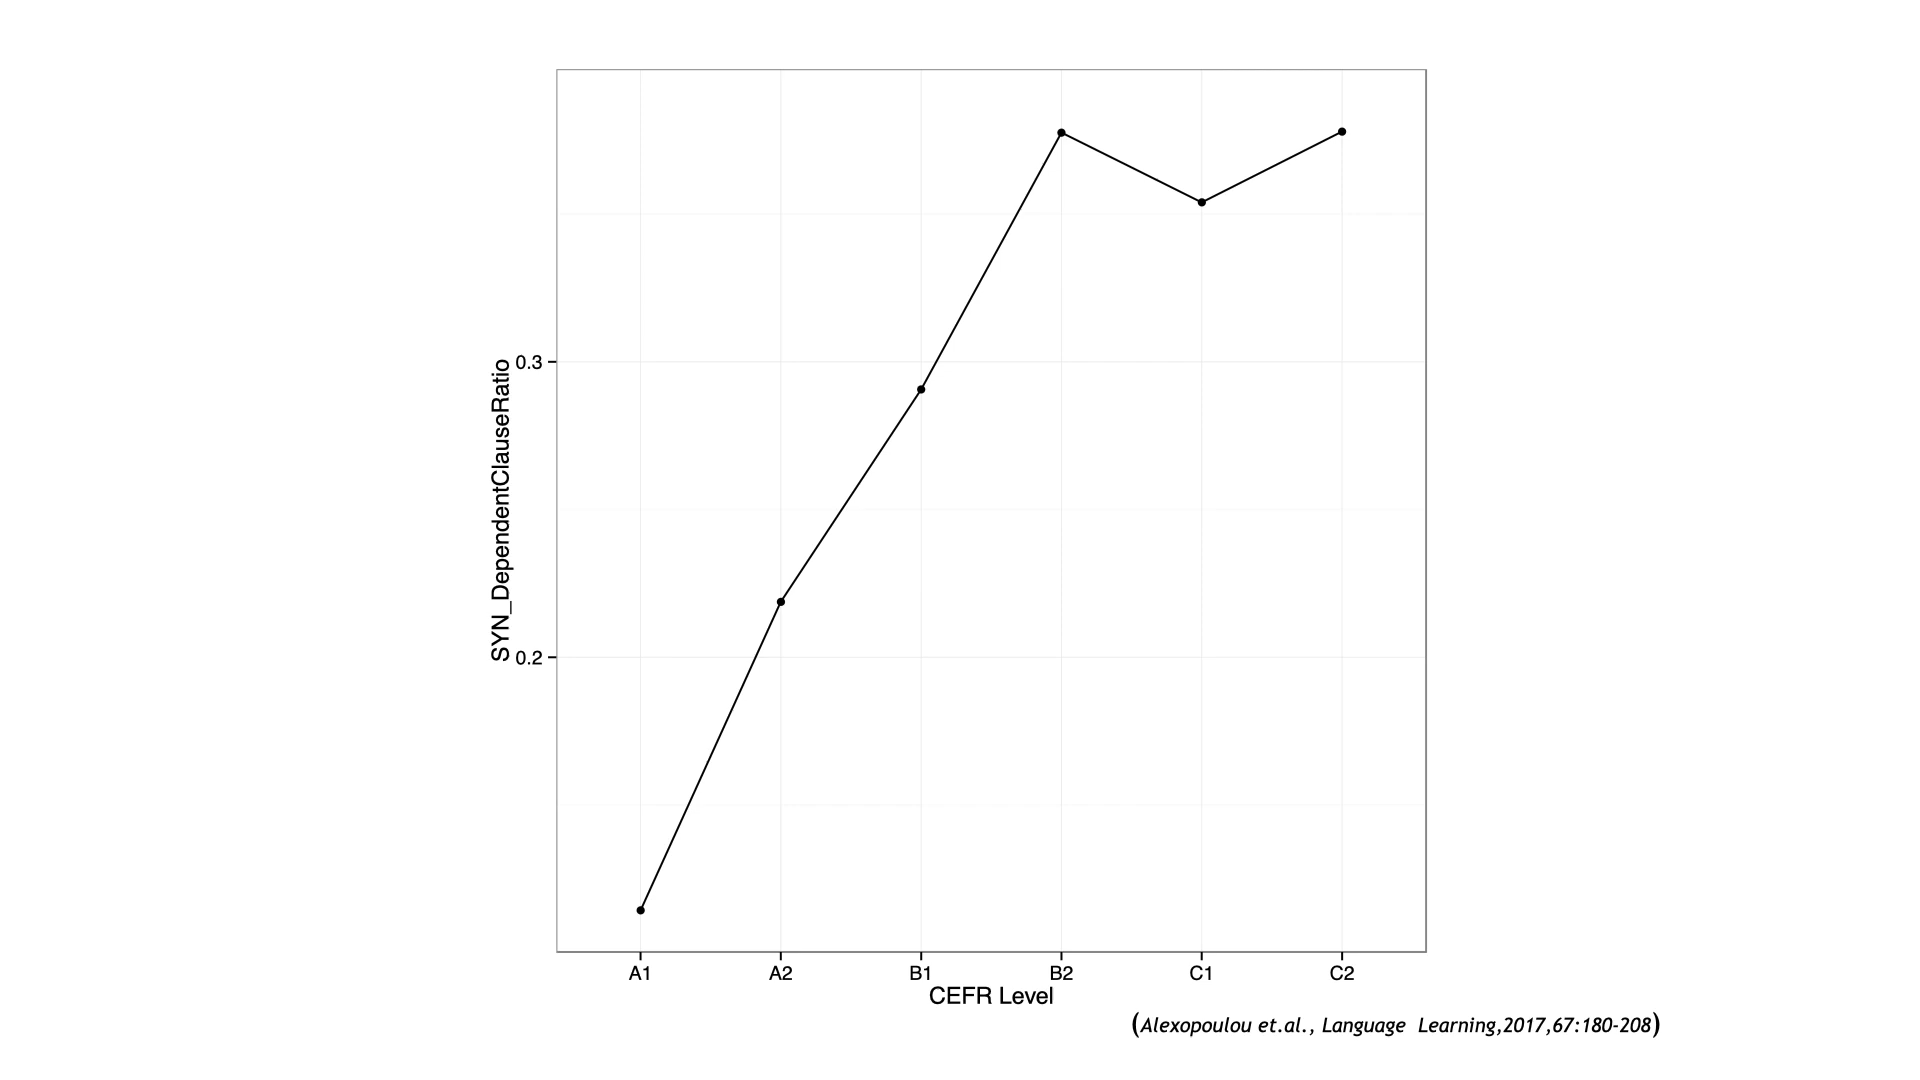 SYN_DependentClauseRatio
0.3
0.2
A1 A2 B1 B2 C1 C2
CEFR Level
(Alexopoulou et.al., Language Learning,2017,67:180-208)